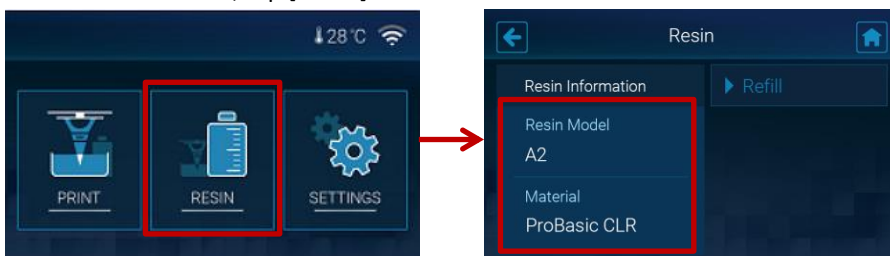 28°C
PRINT
RESIN
SETTINGS
Resin
Resin Information
Refill
Resin Model
A2
Material
ProBasic CLR